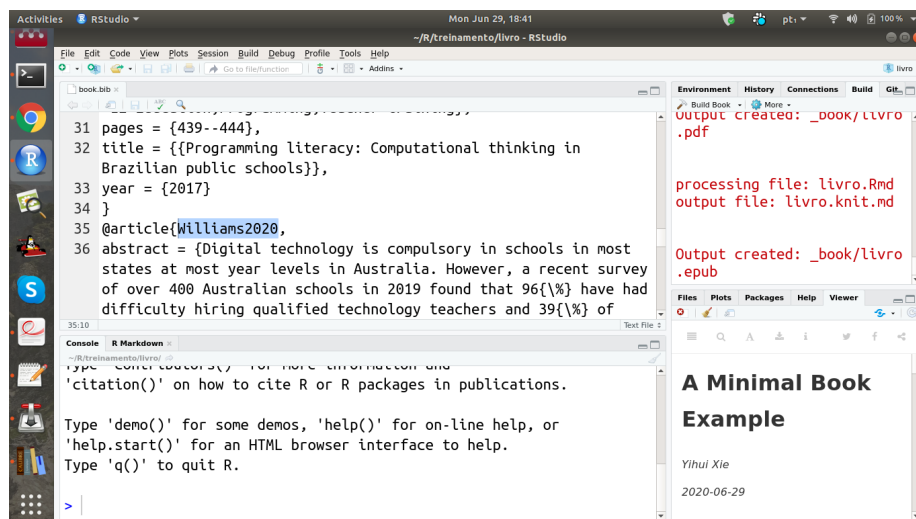 Activities RStudio ▾ Mon Jun 29, 18:41 pt₁ ▾ 100 %
~/R/treinamento/livro - RStudio
File Edit Code View Plots Session Build Debug Profile Tools Help
Go to file/function Addins livro
book.bib ×
31 pages = {439--444},
32 title = {{Programming literacy: Computational thinking in
Brazilian public schools}},
33 year = {2017}
34 }
35 @article{Williams2020,
36 abstract = {Digital technology is compulsory in schools in most
states at most year levels in Australia. However, a recent survey
of over 400 Australian schools in 2019 found that 96{\%} have had
difficulty hiring qualified technology teachers and 39{\%} of
35:10 Text File
Console R Markdown ×
~/R/treinamento/livro/
Type 'contributors()' for more information and
'citation()' on how to cite R or R packages in publications.
Type 'demo()' for some demos, 'help()' for on-line help, or
'help.start()' for an HTML browser interface to help.
Type 'q()' to quit R.
>
Environment History Connections Build Git
Build Book More
Output created: _book/livro
.pdf
processing file: livro.Rmd
output file: livro.knit.md
Output created: _book/livro
.epub
Files Plots Packages Help Viewer
A Minimal Book
Example
Yihui Xie
2020-06-29